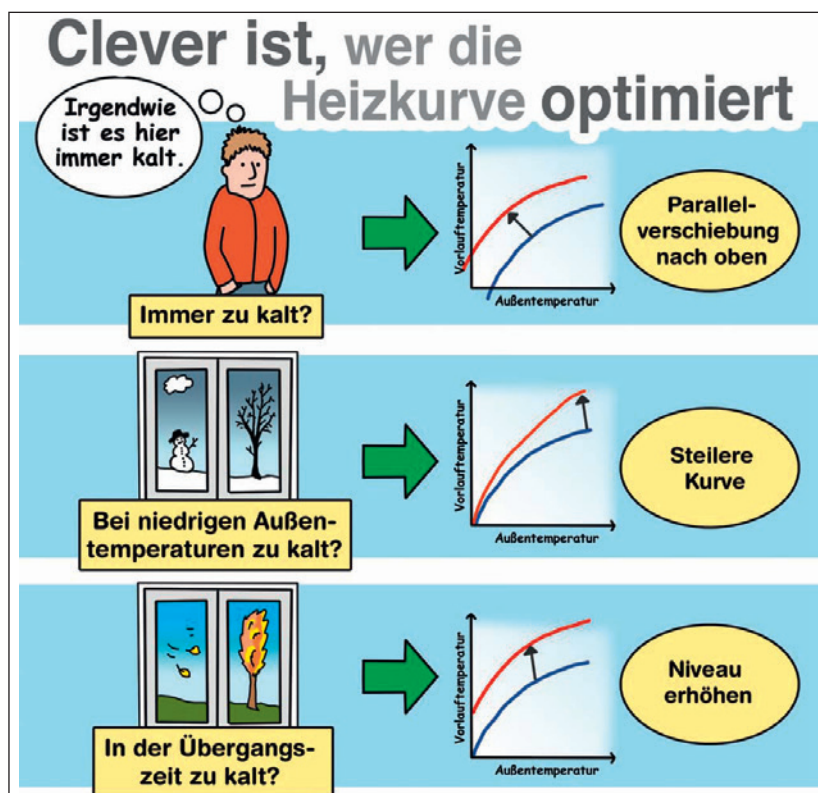 Clever ist, wer die
Heizkurve optimiert
Irgendwie
ist es hier
immer kalt.
Immer zu kalt?
Vorlauftemperatur
Außentemperatur
Parallel-
verschiebung
nach oben
Bei niedrigen Außen-
temperaturen zu kalt?
Vorlauftemperatur
Außentemperatur
Steilere
Kurve
In der Übergangs-
zeit zu kalt?
Vorlauftemperatur
Außentemperatur
Niveau
erhöhen